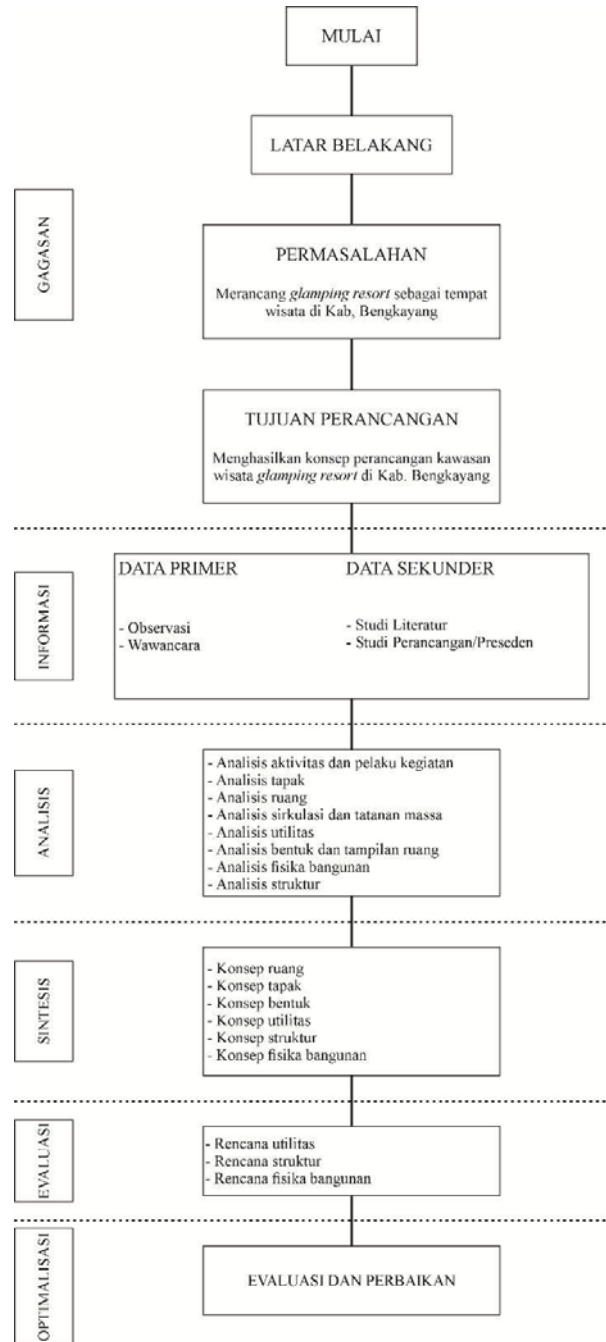 MULAI
LATAR BELAKANG
GAGASAN
PERMASALAHAN
Merancang glamping resort sebagai tempat
wisata di Kab, Bengkayang
TUJUAN PERANCANGAN
Menghasilkan konsep perancangan kawasan
wisata glamping resort di Kab. Bengkayang
INFORMASI
DATA PRIMER
- Observasi
- Wawancara
DATA SEKUNDER
- Studi Literatur
- Studi Perancangan/Preseden
ANALISIS
- Analisis aktivitas dan pelaku kegiatan
- Analisis tapak
- Analisis ruang
- Analisis sirkulasi dan tatanan massa
- Analisis utilitas
- Analisis bentuk dan tampilan ruang
- Analisis fisika bangunan
- Analisis struktur
SINTESIS
- Konsep ruang
- Konsep tapak
- Konsep bentuk
- Konsep utilitas
- Konsep struktur
- Konsep fisika bangunan
EVALUASI
- Rencana utilitas
- Rencana struktur
- Rencana fisika bangunan
OPTIMALISASI
EVALUASI DAN PERBAIKAN